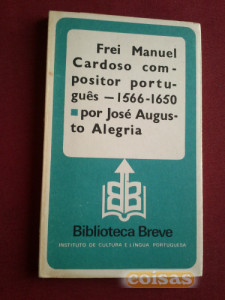 Frei Manuel
Cardoso com-
positor portu-
guês — 1566-1650
por José Augus-
to Alegria
Biblioteca Breve
INSTITUTO DE CULTURA E LÍNGUA PORTUGUESA
coisas